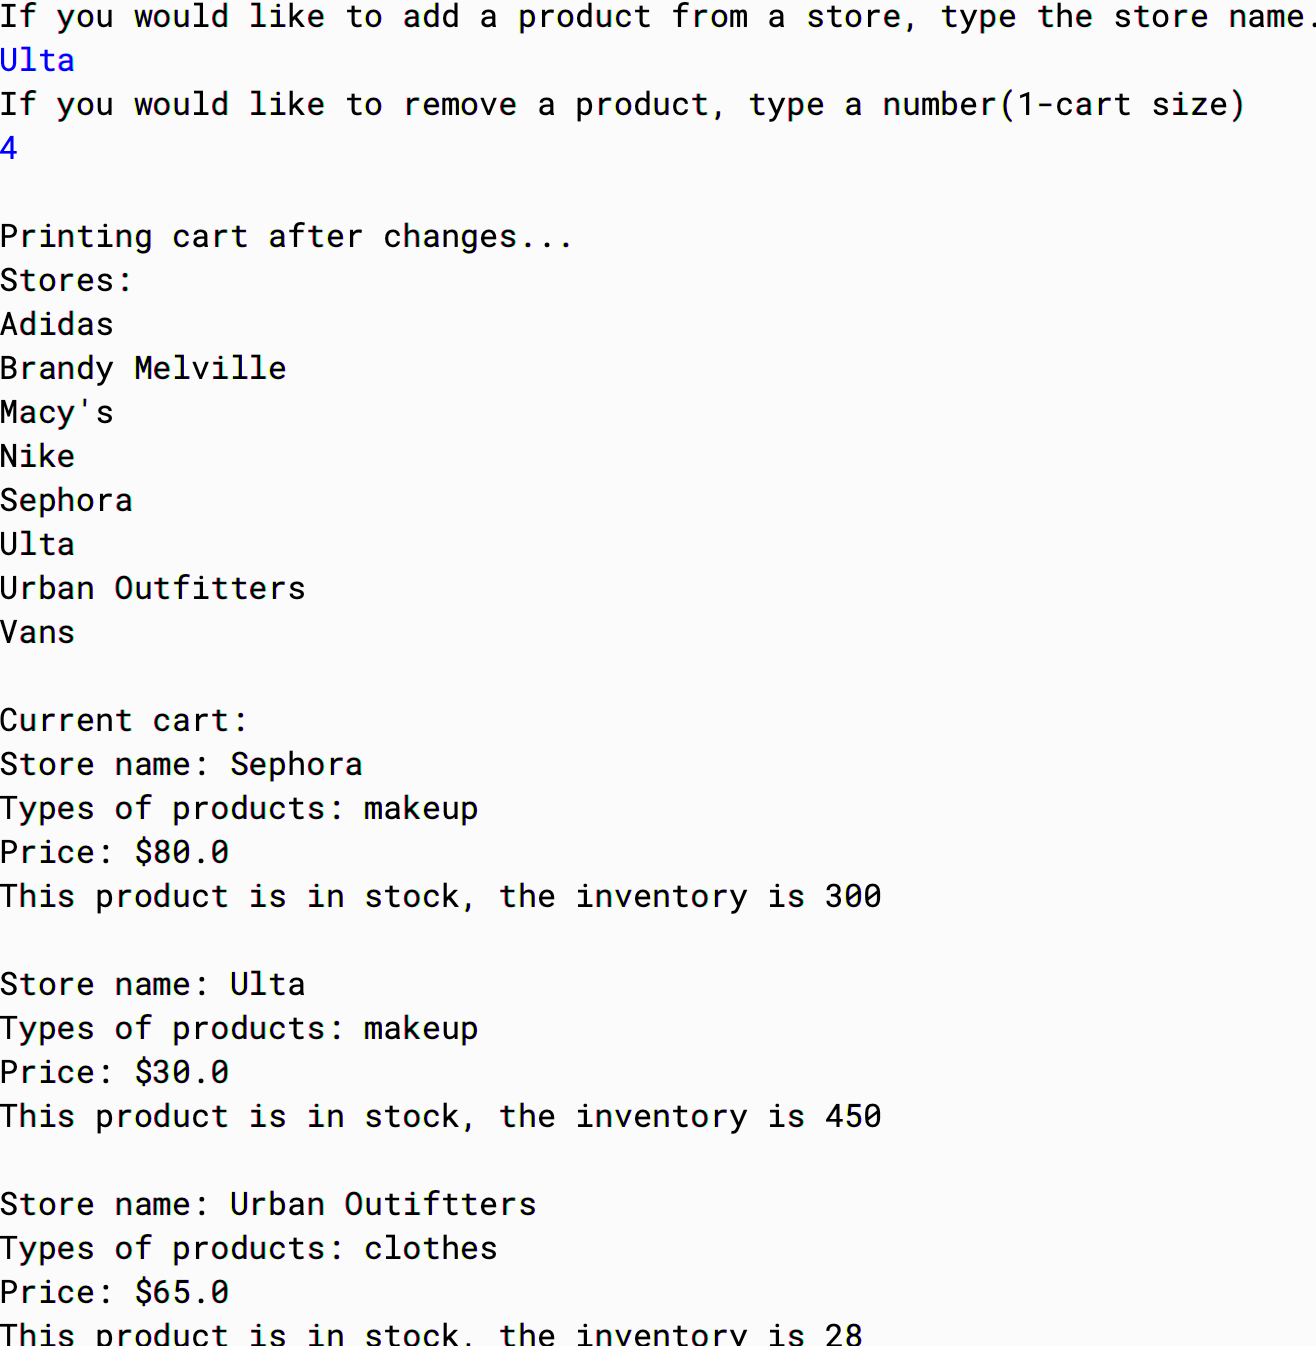 If you would like to add a product from a store, type the store name.
Ulta
If you would like to remove a product, type a number(1-cart size)
4
Printing cart after changes...
Stores:
Adidas
Brandy Melville
Macy's
Nike
Sephora
Ulta
Urban Outfitters
Vans
Current cart:
Store name: Sephora
Types of products: makeup
Price: $80.0
This product is in stock, the inventory is 300
Store name: Ulta
Types of products: makeup
Price: $30.0
This product is in stock, the inventory is 450
Store name: Urban Outiftters
Types of products: clothes
Price: $65.0
This product is in stock, the inventory is 28